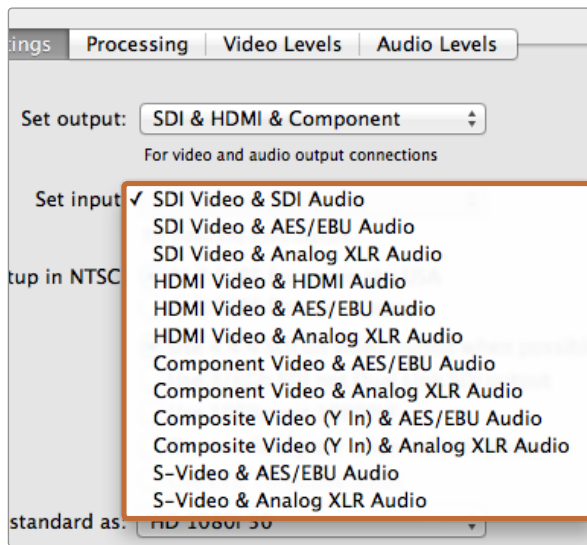 ings Processing Video Levels Audio Levels
Set output: SDI & HDMI & Component
For video and audio output connections
Set input ✓ SDI Video & SDI Audio
SDI Video & AES/EBU Audio
SDI Video & Analog XLR Audio
tup in NTSC HDMI Video & HDMI Audio
HDMI Video & AES/EBU Audio
HDMI Video & Analog XLR Audio
Component Video & AES/EBU Audio
Component Video & Analog XLR Audio
Composite Video (Y In) & AES/EBU Audio
Composite Video (Y In) & Analog XLR Audio
S-Video & AES/EBU Audio
S-Video & Analog XLR Audio
standard as: HD 1080i